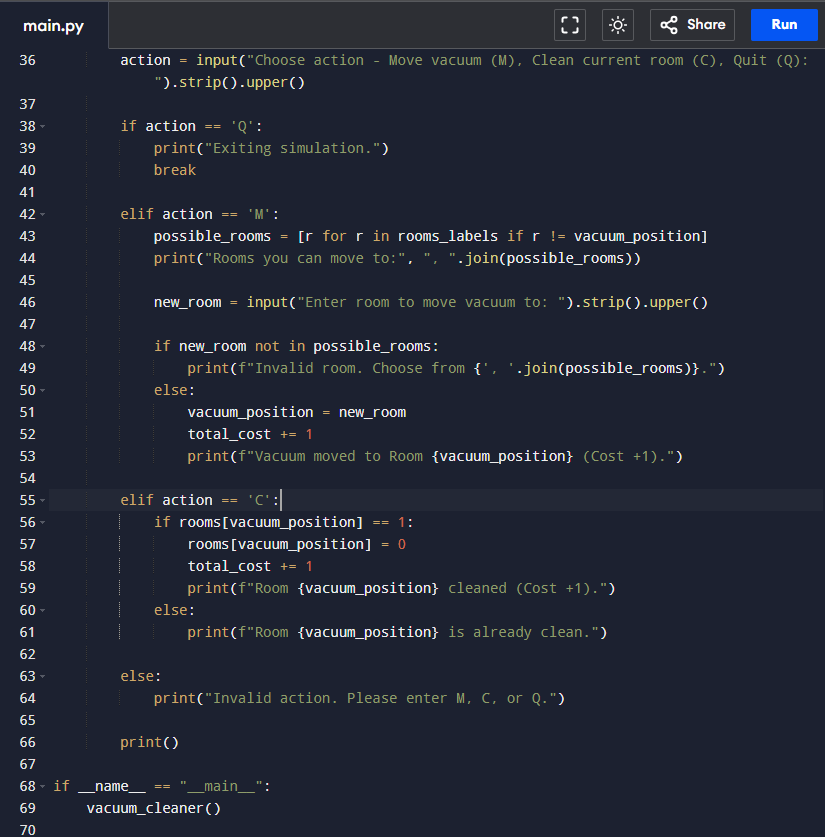 main.py
Share
Run
36 action = input("Choose action - Move vacuum (M), Clean current room (C), Quit (Q):
").strip().upper()
37
38 if action == 'Q':
39 print("Exiting simulation.")
40 break
41
42 elif action == 'M':
43 possible_rooms = [r for r in rooms_labels if r != vacuum_position]
44 print("Rooms you can move to:", ", ".join(possible_rooms))
45
46 new_room = input("Enter room to move vacuum to: ").strip().upper()
47
48 if new_room not in possible_rooms:
49 print(f"Invalid room. Choose from {', '.join(possible_rooms)}.")
50 else:
51 vacuum_position = new_room
52 total_cost += 1
53 print(f"Vacuum moved to Room {vacuum_position} (Cost +1).")
54
55 elif action == 'C':
56 if rooms[vacuum_position] == 1:
57 rooms[vacuum_position] = 0
58 total_cost += 1
59 print(f"Room {vacuum_position} cleaned (Cost +1).")
60 else:
61 print(f"Room {vacuum_position} is already clean.")
62
63 else:
64 print("Invalid action. Please enter M, C, or Q.")
65
66 print()
67
68 if __name__ == "__main__":
69 vacuum_cleaner()
70